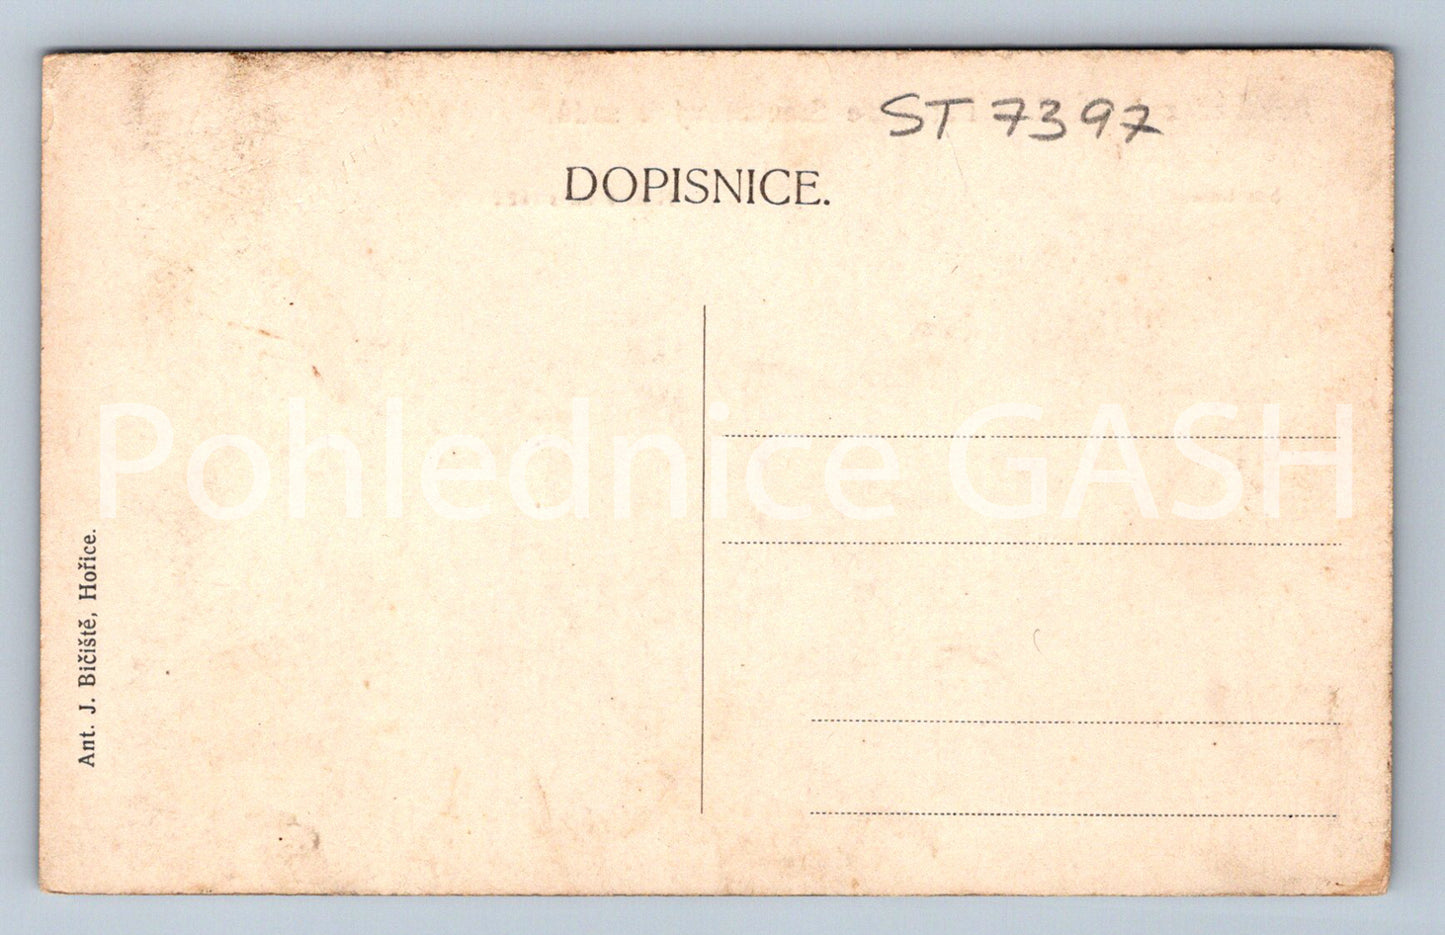 ST 7397
DOPISNICE.
Pohlednice GASH
Ant. J. Bičiště, Hořice.